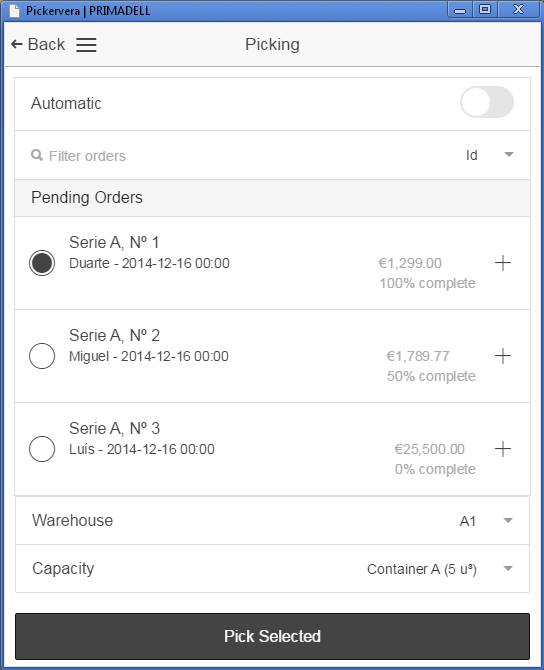 Pickervera | PRIMADELL
Back
Picking
Automatic
Filter orders
Id
Pending Orders
Serie A, Nº 1
Duarte - 2014-12-16 00:00
€1,299.00
100% complete
Serie A, Nº 2
Miguel - 2014-12-16 00:00
€1,789.77
50% complete
Serie A, Nº 3
Luís - 2014-12-16 00:00
€25,500.00
0% complete
Warehouse
A1
Capacity
Container A (5 u³)
Pick Selected